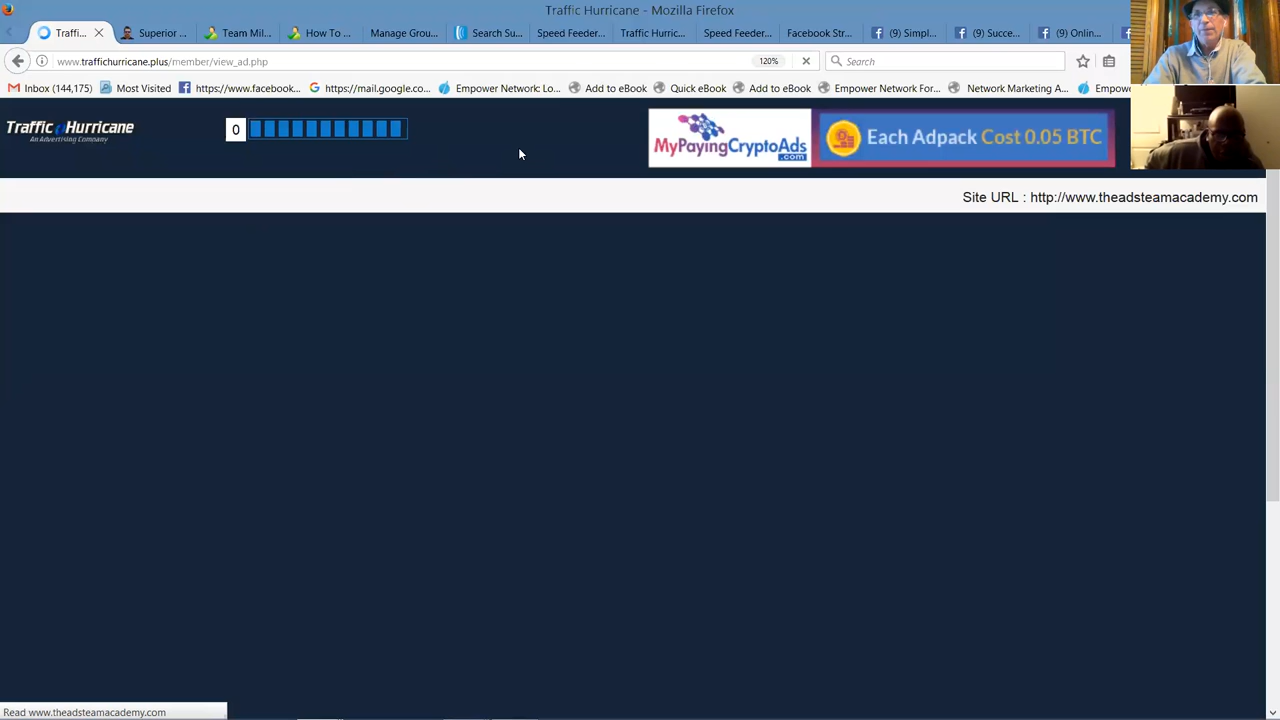 Traffic Hurricane - Mozilla Firefox
Traffi...
Superior ...
Team Mil...
How To ...
Manage Grou...
Search Su...
Speed Feeder...
Traffic Hurric...
Speed Feeder...
Facebook Str...
(9) Simpl...
(9) Succe...
(9) Onlin...
www.traffichurricane.plus/member/view_ad.php
120%
Search
Inbox (144,175)
Most Visited
https://www.facebook...
https://mail.google.co...
Empower Network: Lo...
Add to eBook
Quick eBook
Add to eBook
Empower Network For...
Network Marketing A...
Empowe
Traffic Hurricane
An Advertising Company
0
MyPayingCryptoAds
.com
Each Adpack Cost 0.05 BTC
Site URL : http://www.theadsteamacademy.com
Read www.theadsteamacademy.com